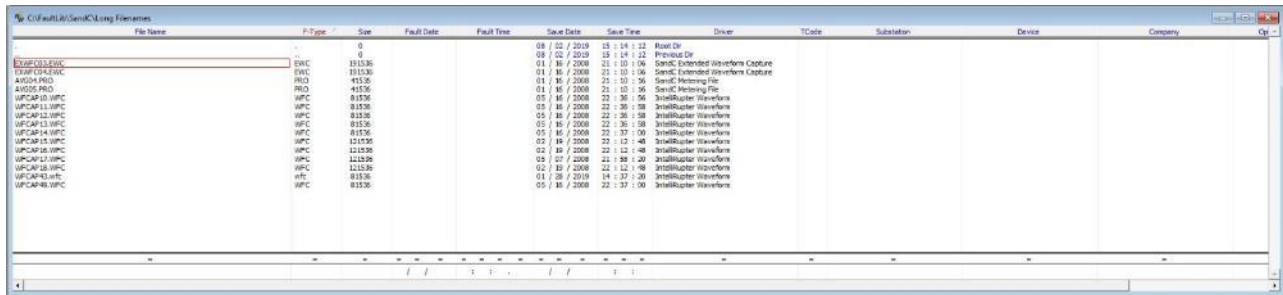 C:\FaultLib\SandC\Long Filenames
File Name F-Type Size Fault Date Fault Time Save Date Save Time Driver TCode Substation Device Company Op
. . 0 08 / 02 / 2019 15 : 14 : 12 Root Dir
.. .. 0 08 / 02 / 2019 15 : 14 : 12 Previous Dir
EXWFC03.EWC EWC 191536 01 / 16 / 2008 21 : 10 : 06 SandC Extended Waveform Capture
EXWFC04.EWC EWC 191536 01 / 16 / 2008 21 : 10 : 06 SandC Extended Waveform Capture
AVG04.PRO PRO 41536 01 / 16 / 2008 21 : 10 : 56 SandC Metering File
AVG05.PRO PRO 41536 01 / 16 / 2008 21 : 10 : 16 SandC Metering File
WFCAP10.WFC WFC 81536 05 / 16 / 2008 22 : 36 : 56 IntelliRupter Waveform
WFCAP11.WFC WFC 81536 05 / 16 / 2008 22 : 36 : 58 IntelliRupter Waveform
WFCAP12.WFC WFC 81536 05 / 16 / 2008 22 : 36 : 58 IntelliRupter Waveform
WFCAP13.WFC WFC 81536 05 / 16 / 2008 22 : 36 : 58 IntelliRupter Waveform
WFCAP14.WFC WFC 81536 05 / 16 / 2008 22 : 37 : 00 IntelliRupter Waveform
WFCAP15.WFC WFC 121536 02 / 19 / 2008 22 : 12 : 48 IntelliRupter Waveform
WFCAP16.WFC WFC 121536 02 / 19 / 2008 22 : 12 : 48 IntelliRupter Waveform
WFCAP17.WFC WFC 121536 05 / 07 / 2008 21 : 58 : 20 IntelliRupter Waveform
WFCAP18.WFC WFC 121536 02 / 19 / 2008 22 : 12 : 48 IntelliRupter Waveform
WFCAP43.wfc wfc 81536 01 / 28 / 2019 14 : 37 : 20 IntelliRupter Waveform
WFCAP49.WFC WFC 81536 05 / 16 / 2008 22 : 37 : 00 IntelliRupter Waveform
= = = = = = = = = = = = = = = = = = = = =
/ / : : . / / : :